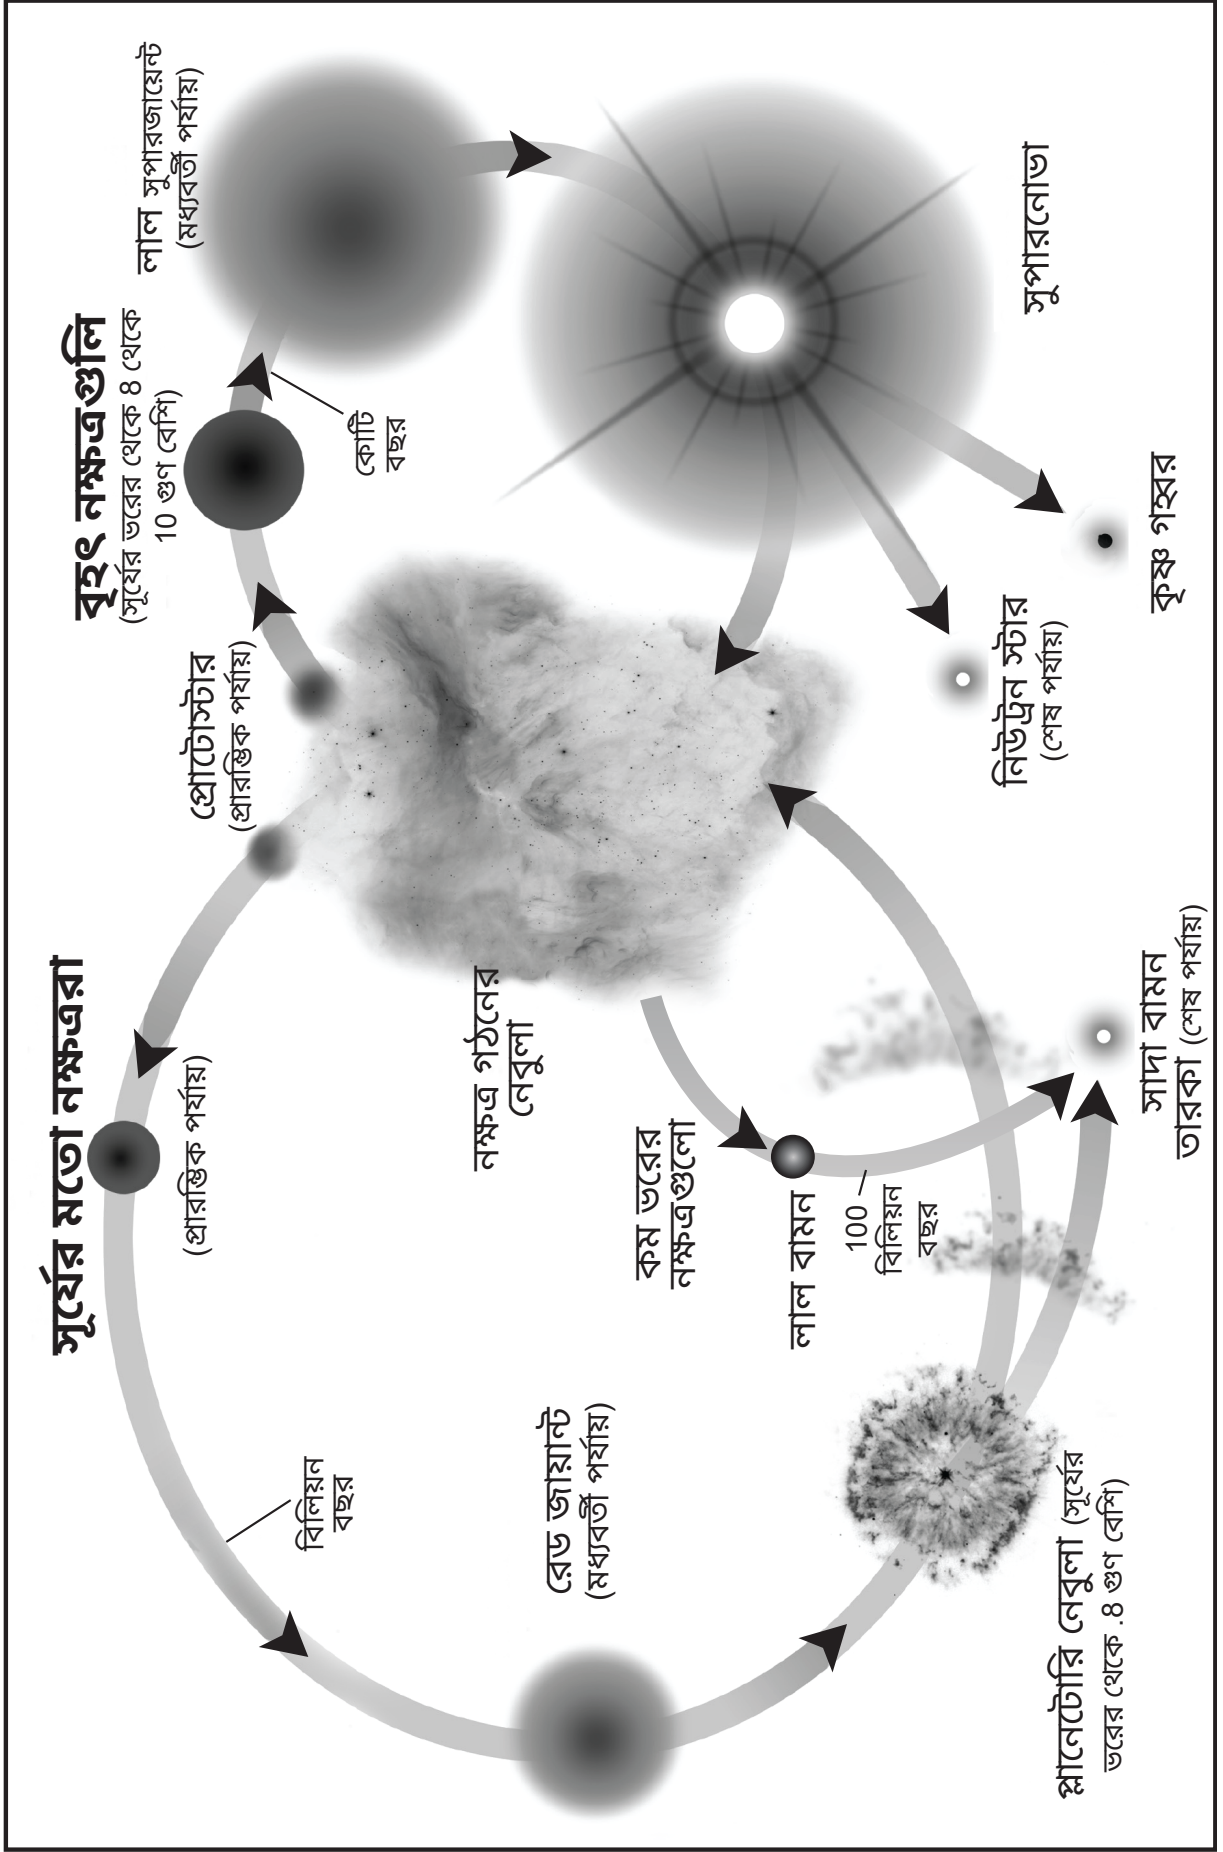 সূর্যের মতো নক্ষত্ররা
(প্রারম্ভিক পর্যায়)
বিলিয়ন
বছর
রেড জায়ান্ট
(মধ্যবর্তী পর্যায়)
প্লানেটোরি নেবুলা (সূর্যের
ভরের থেকে .8 গুণ বেশি)
প্রোটোস্টার
(প্রারম্ভিক পর্যায়)
নক্ষত্র গঠনের
নেবুলা
কম ভরের
নক্ষত্রগুলো
লাল বামন
100
বিলিয়ন
বছর
সাদা বামন
তারকা (শেষ পর্যায়)
বৃহৎ নক্ষত্রগুলি
(সূর্যের ভরের থেকে 8 থেকে
10 গুণ বেশি)
কোটি
বছর
লাল সুপারজায়েন্ট
(মধ্যবর্তী পর্যায়)
সুপারনোভা
নিউট্রন স্টার
(শেষ পর্যায়)
কৃষ্ণ গহ্বর